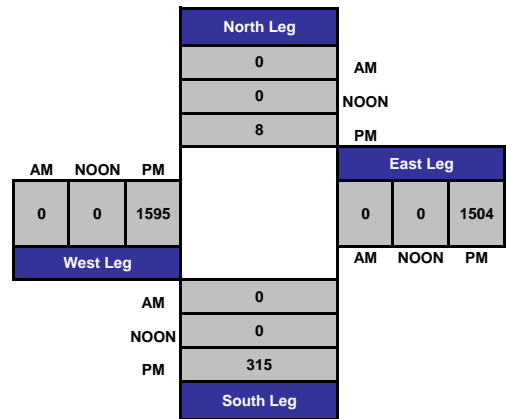 North Leg
0 AM
0 NOON
8 PM
AM NOON PM East Leg
0 0 1595 0 0 1504
West Leg AM NOON PM
AM 0
NOON 0
PM 315
South Leg